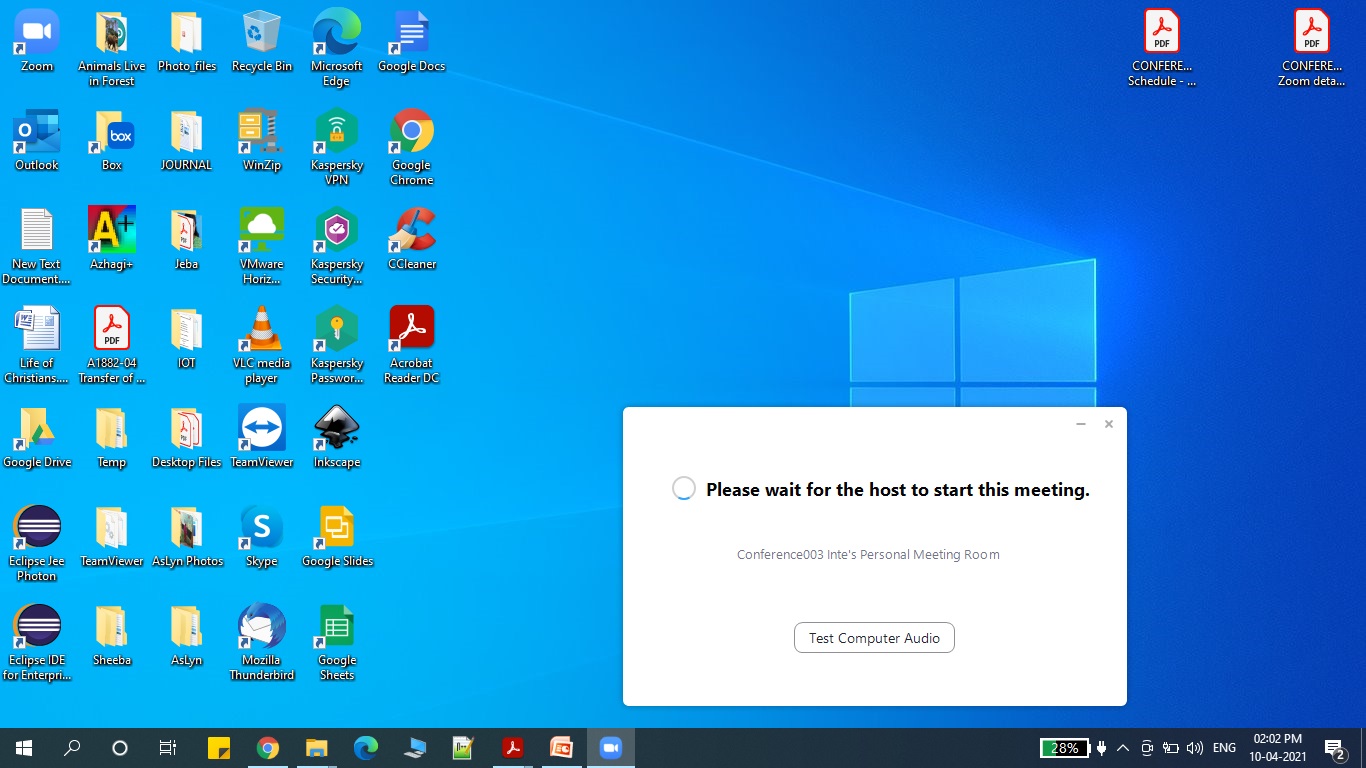 Zoom
Animals Live
in Forest
Photo_files
Recycle Bin
Microsoft
Edge
Google Docs
CONFERE...
Schedule - ...
PDF
CONFERE...
Zoom deta...
PDF
Outlook
box
Box
JOURNAL
WinZip
Kaspersky
VPN
Google
Chrome
New Text
Document....
A+
Azhagi+
Jeba
VMware
Horiz...
Kaspersky
Security...
CCleaner
Life of
Christians....
PDF
A1882-04
Transfer of ...
IOT
VLC media
player
Kaspersky
Passwor...
Acrobat
Reader DC
Google Drive
Temp
Desktop Files
TeamViewer
Inkscape
Eclipse Jee
Photon
TeamViewer
AsLyn Photos
Skype
Google Slides
Eclipse IDE
for Enterpri...
Sheeba
AsLyn
Mozilla
Thunderbird
Google
Sheets
Please wait for the host to start this meeting.
Conference003 Inte's Personal Meeting Room
Test Computer Audio
28%
ENG
02:02 PM
10-04-2021
2